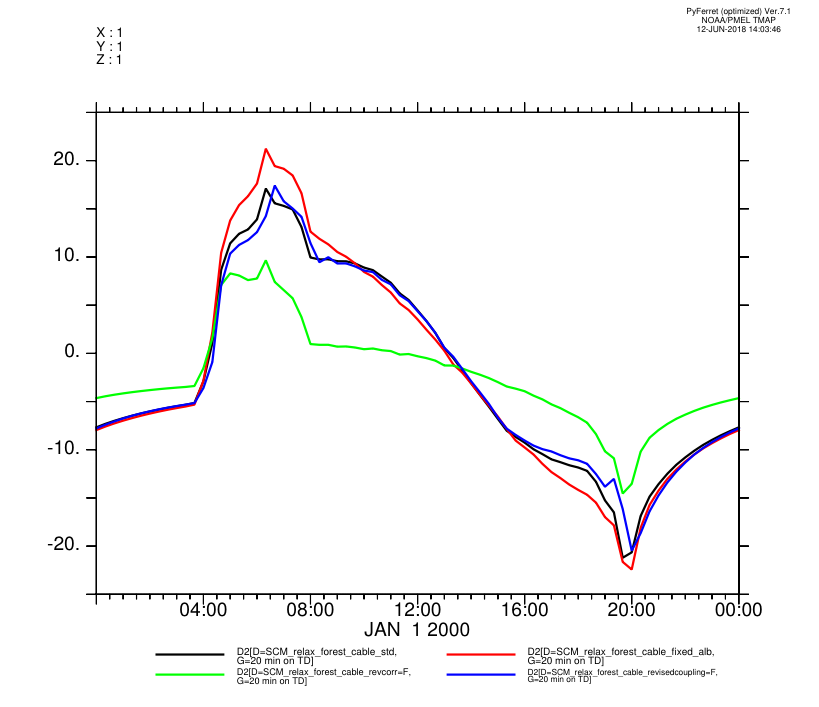 PyFerret (optimized) Ver.7.1
NOAA/PMEL TMAP
12-JUN-2018 14:03:46
X : 1
Y : 1
Z : 1
20.
10.
0.
-10.
-20.
04:00 08:00 12:00 16:00 20:00 00:00
JAN 1 2000
D2[D=SCM_relax_forest_cable_std,
G=20 min on TD]
D2[D=SCM_relax_forest_cable_fixed_alb,
G=20 min on TD]
D2[D=SCM_relax_forest_cable_revcorr=F,
G=20 min on TD]
D2[D=SCM_relax_forest_cable_revisedcoupling=F,
G=20 min on TD]